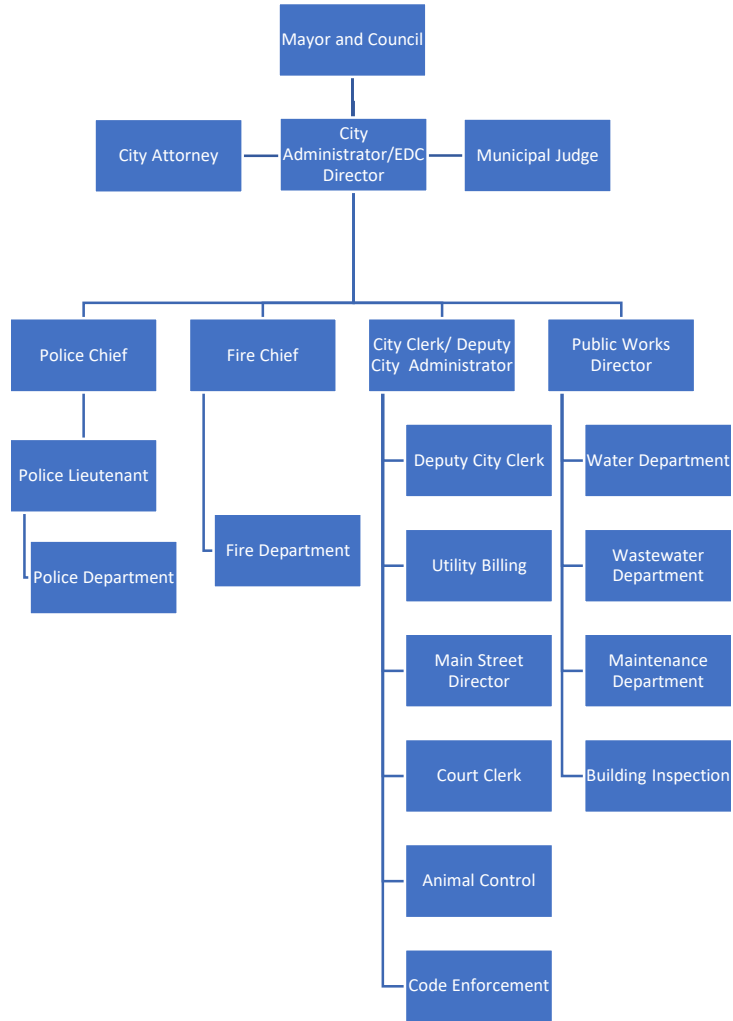 Mayor and Council
City Attorney
City
Administrator/EDC
Director
Municipal Judge
Police Chief
Fire Chief
City Clerk/ Deputy
City Administrator
Public Works
Director
Police Lieutenant
Police Department
Fire Department
Deputy City Clerk
Utility Billing
Main Street
Director
Court Clerk
Animal Control
Code Enforcement
Water Department
Wastewater
Department
Maintenance
Department
Building Inspection